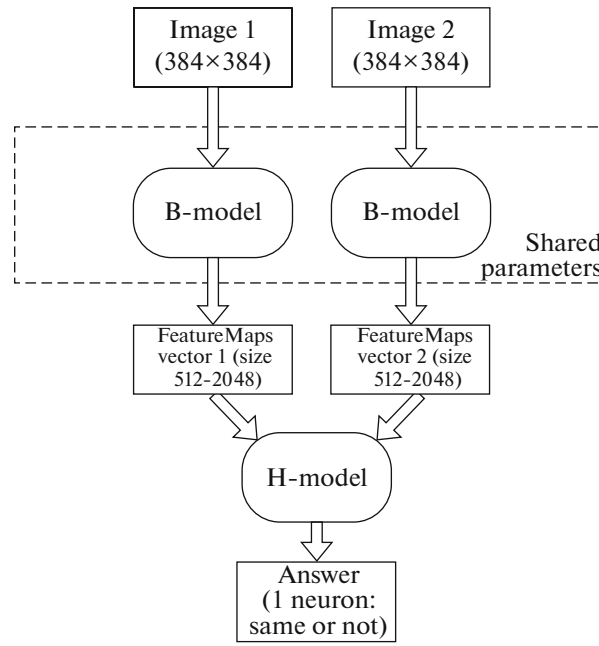 Image 1
(384×384)
Image 2
(384×384)
B-model
B-model
Shared
parameters
FeatureMaps
vector 1 (size
512-2048)
FeatureMaps
vector 2 (size
512-2048)
H-model
Answer
(1 neuron:
same or not)